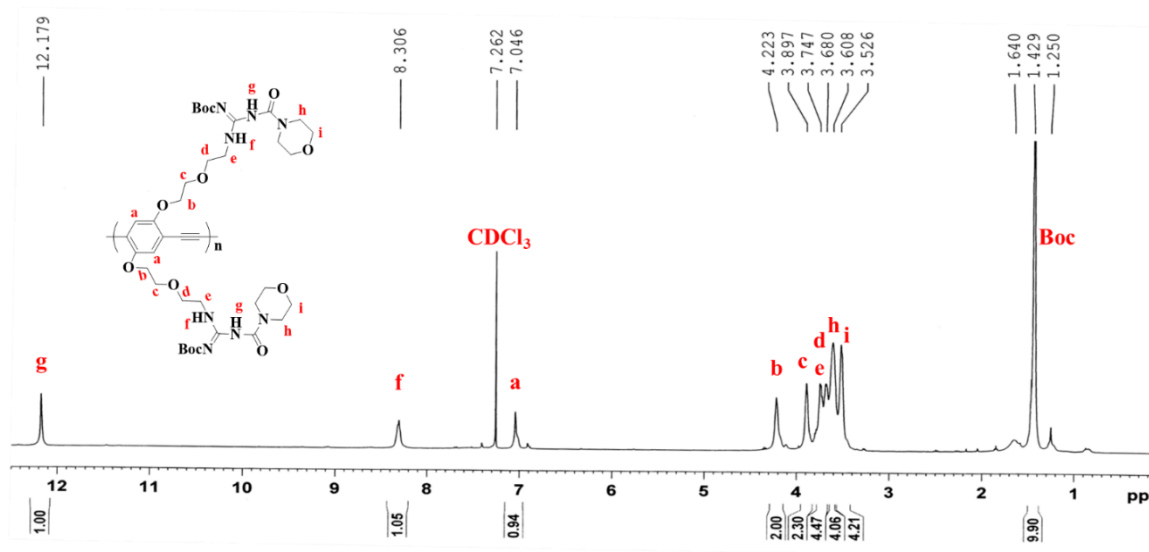 12.179
8.306
7.262
7.046
4.223
3.897
3.747
3.680
3.608
3.526
1.640
1.429
1.250
BocN
H
g
N
O
N
h
i
O
NH
f
d
e
c
O
O
b
a
n
a
O
b
c
O
d
e
HN
f
H
g
N
BocN
O
N
h
i
O
CDCl3
Boc
g
f
a
b
c
d
e
h
i
12 11 10 9 8 7 6 5 4 3 2 1 pp
1.00
1.05
0.94
2.00
2.30
4.47
4.06
4.21
9.90